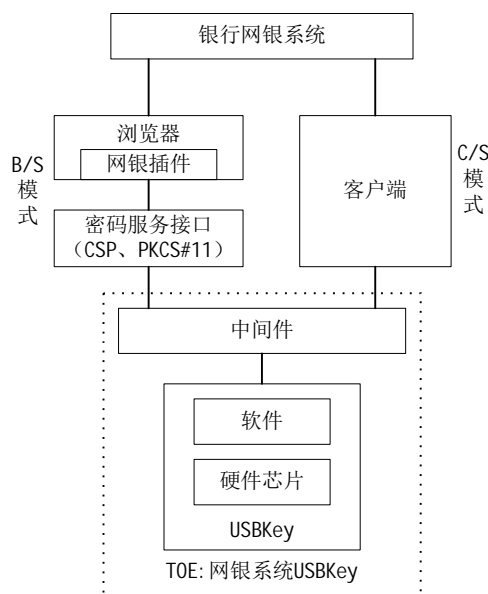 银行网银系统
浏览器
网银插件
B/S
模
式
密码服务接口
（CSP、PKCS#11）
客户端
C/S
模
式
中间件
软件
硬件芯片
USBKey
TOE:网银系统USBKey